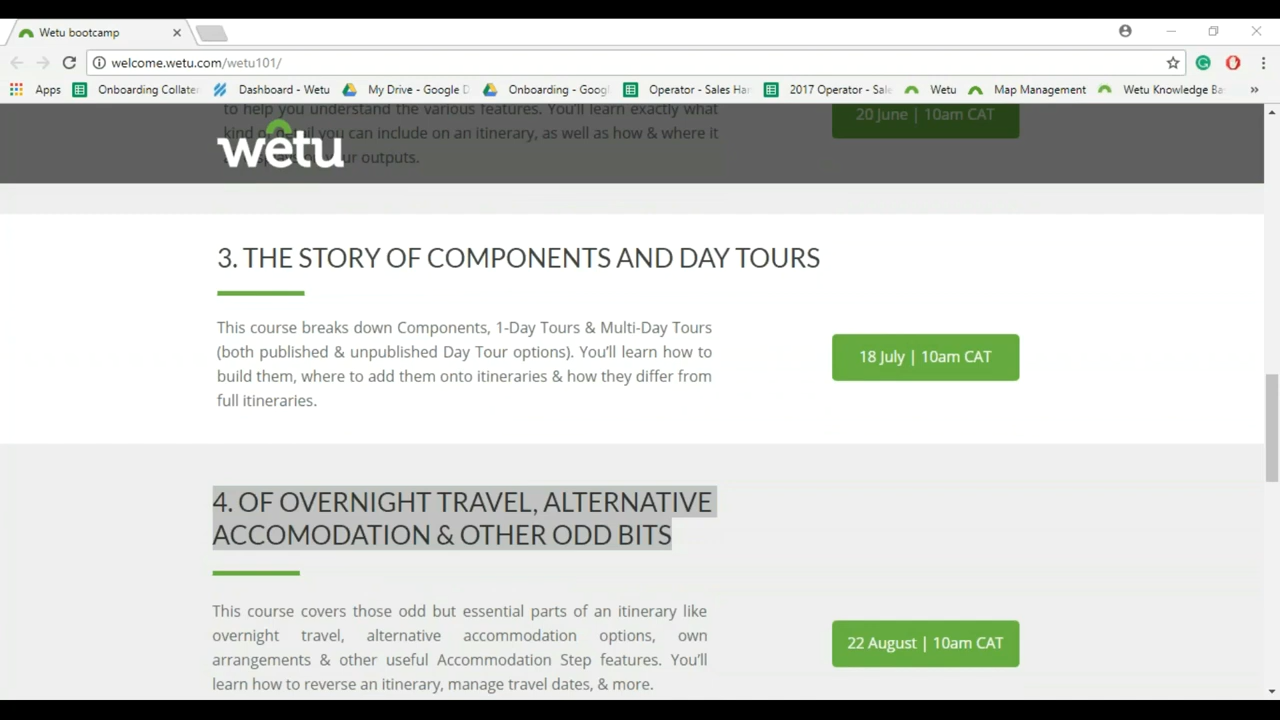 Wetu bootcamp
welcome.wetu.com/wetu101/
Apps Onboarding Collater Dashboard - Wetu My Drive - Google D Onboarding - Goog Operator - Sales Han 2017 Operator - Sale Wetu Map Management Wetu Knowledge Ba »
to help you understand the various features. You'll learn exactly what
20 June | 10am CAT
kind of detail you can include on an itinerary, as well as how & where it
wetu
your outputs.
3. THE STORY OF COMPONENTS AND DAY TOURS
This course breaks down Components, 1-Day Tours & Multi-Day Tours
(both published & unpublished Day Tour options). You'll learn how to
build them, where to add them onto itineraries & how they differ from
full itineraries.
18 July | 10am CAT
4. OF OVERNIGHT TRAVEL, ALTERNATIVE
ACCOMODATION & OTHER ODD BITS
This course covers those odd but essential parts of an itinerary like
overnight travel, alternative accommodation options, own
arrangements & other useful Accommodation Step features. You'll
learn how to reverse an itinerary, manage travel dates, & more.
22 August | 10am CAT